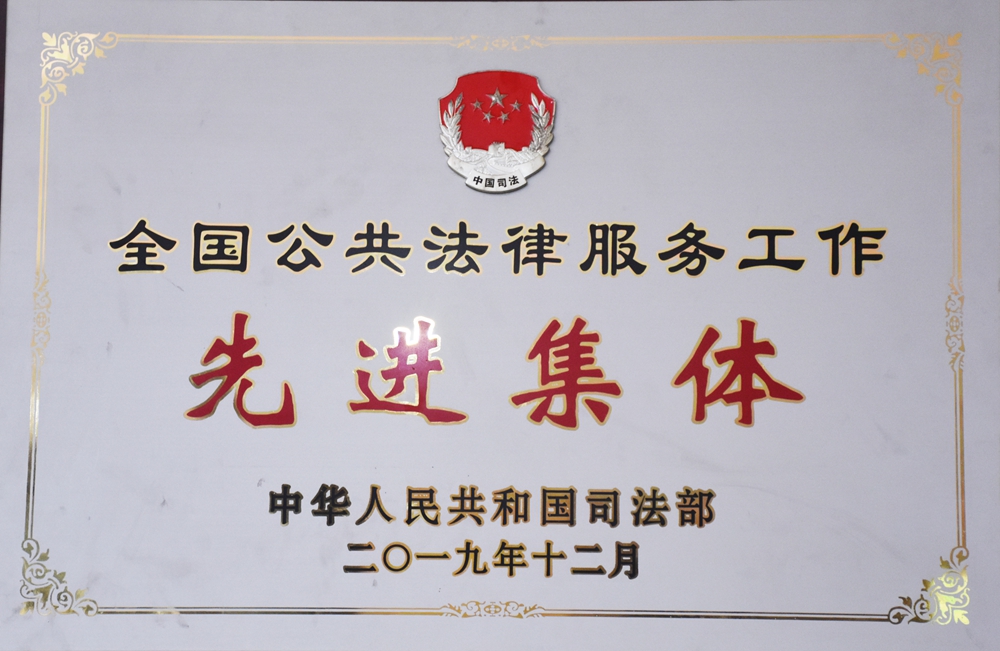 中国司法
全国公共法律服务工作
先进集体
中华人民共和国司法部
二〇一九年十二月